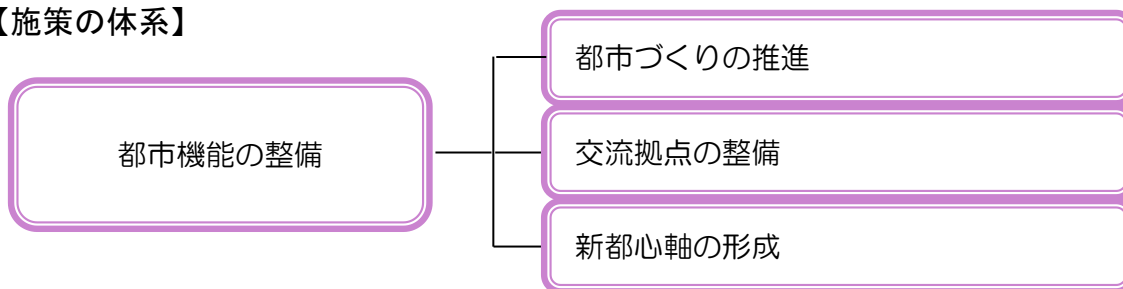 【施策の体系】
都市機能の整備
都市づくりの推進
交流拠点の整備
新都心軸の形成